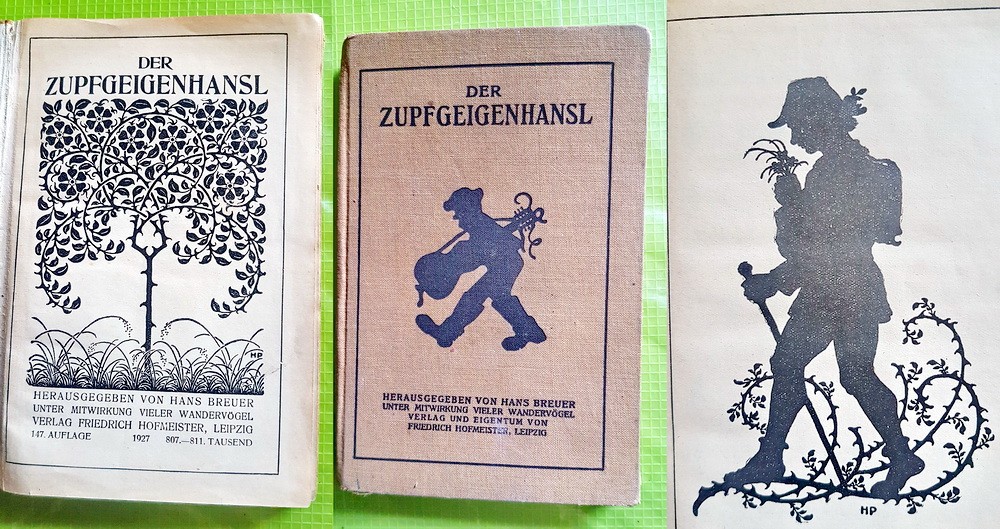 DER
ZUPFGEIGENHANSL
HP
HERAUSGEGEBEN VON HANS BREUER
UNTER MITWIRKUNG VIELER WANDERVÖGEL
VERLAG FRIEDRICH HOFMEISTER, LEIPZIG
147. AUFLAGE 1927 807.—811. TAUSEND
DER
ZUPFGEIGENHANSL
HERAUSGEGEBEN VON HANS BREUER
UNTER MITWIRKUNG VIELER WANDERVÖGEL
VERLAG UND EIGENTUM VON
FRIEDRICH HOFMEISTER, LEIPZIG
HP